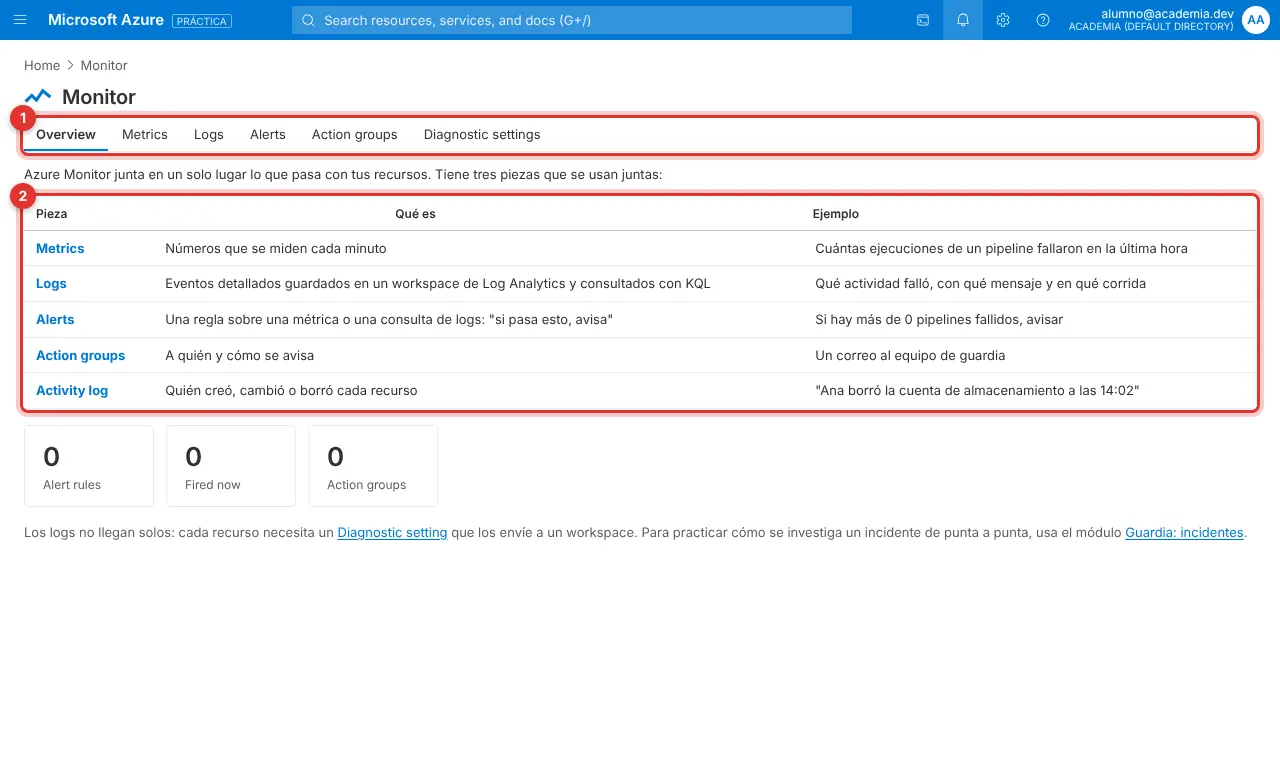 Microsoft Azure PRÁCTICA Search resources, services, and docs (G+/) alumno@academia.dev
ACADEMIA (DEFAULT DIRECTORY) AA
Home > Monitor
Monitor
1
Overview Metrics Logs Alerts Action groups Diagnostic settings
Azure Monitor junta en un solo lugar lo que pasa con tus recursos. Tiene tres piezas que se usan juntas:
2
Pieza Qué es Ejemplo
Metrics Números que se miden cada minuto Cuántas ejecuciones de un pipeline fallaron en la última hora
Logs Eventos detallados guardados en un workspace de Log Analytics y consultados con KQL Qué actividad falló, con qué mensaje y en qué corrida
Alerts Una regla sobre una métrica o una consulta de logs: "si pasa esto, avisa" Si hay más de 0 pipelines fallidos, avisar
Action groups A quién y cómo se avisa Un correo al equipo de guardia
Activity log Quién creó, cambió o borró cada recurso "Ana borró la cuenta de almacenamiento a las 14:02"
0 0 0
Alert rules Fired now Action groups
Los logs no llegan solos: cada recurso necesita un Diagnostic setting que los envíe a un workspace. Para practicar cómo se investiga un incidente de punta a punta, usa el módulo Guardia: incidentes.